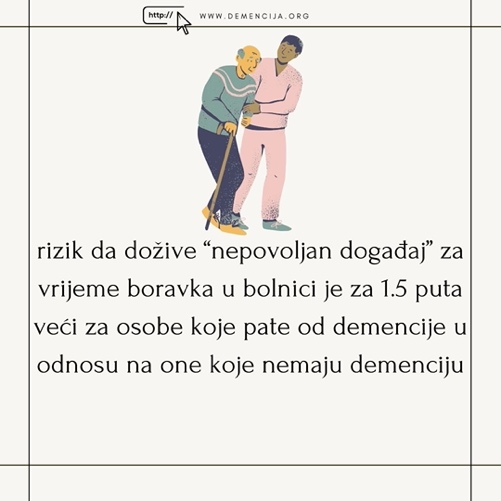 http://
WWW.DEMENCIJA.ORG
rizik da dožive “nepovoljan događaj” za
vrijeme boravka u bolnici je za 1.5 puta
veći za osobe koje pate od demencije u
odnosu na one koje nemaju demenciju